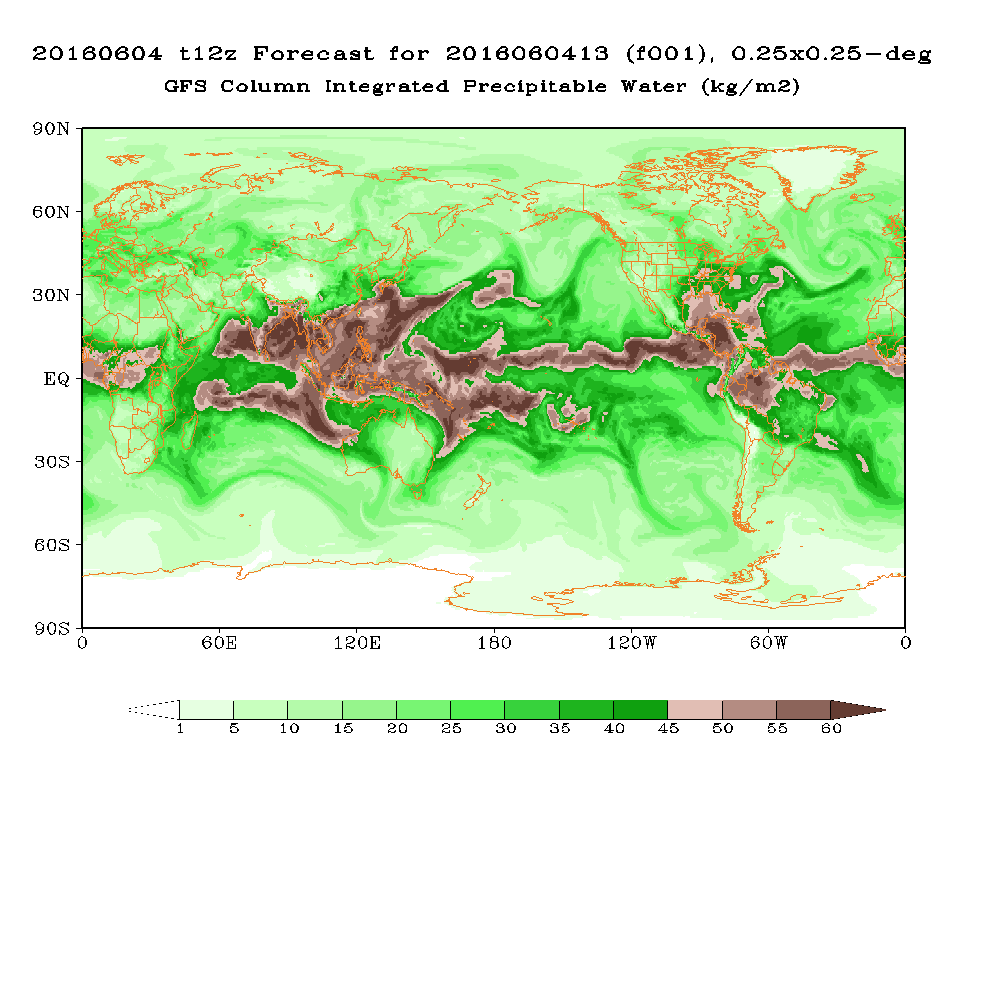 20160604 t12z Forecast for 2016060413 (f001), 0.25x0.25-deg
GFS Column Integrated Precipitable Water (kg/m2)
90N
60N
30N
EQ
30S
60S
90S
0 60E 120E 180 120W 60W 0
1 5 10 15 20 25 30 35 40 45 50 55 60